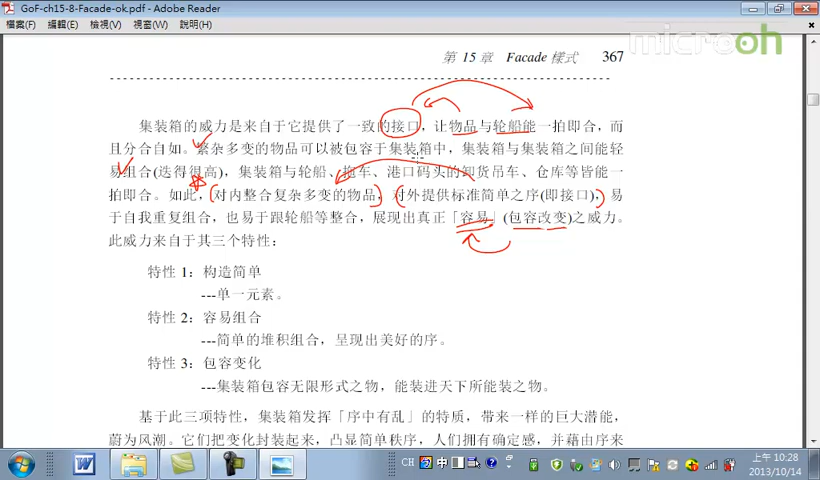 GoF-ch15-8-Facade-ok.pdf - Adobe Reader
檔案(F) 編輯(E) 檢視(V) 視窗(W) 說明(H)
microoh
第 15 章 Facade 樣式 367
集装箱的威力是来自于它提供了一致的接口，让物品与轮船能一拍即合，而
且分合自如。繁杂多变的物品可以被包容于集装箱中，集装箱与集装箱之间能轻
易组合(迭得很高)，集装箱与轮船、拖车、港口码头的卸货吊车、仓库等皆能一
拍即合。如此，(对内整合复杂多变的物品，对外提供标准简单之序(即接口)，易
于自我重复组合，也易于跟轮船等整合，展现出真正「容易」(包容改变)之威力。
此威力来自于其三个特性：
特性 1：构造简单
---单一元素。
特性 2：容易组合
---简单的堆积组合，呈现出美好的序。
特性 3：包容变化
---集装箱包容无限形式之物，能装进天下所能装之物。
基于此三项特性，集装箱发挥「序中有乱」的特质，带来一样的巨大潜能，
蔚为风潮。它们把变化封装起来，凸显简单秩序，人们拥有确定感，并藉由序来
CH 中
上午 10:28
2013/10/14